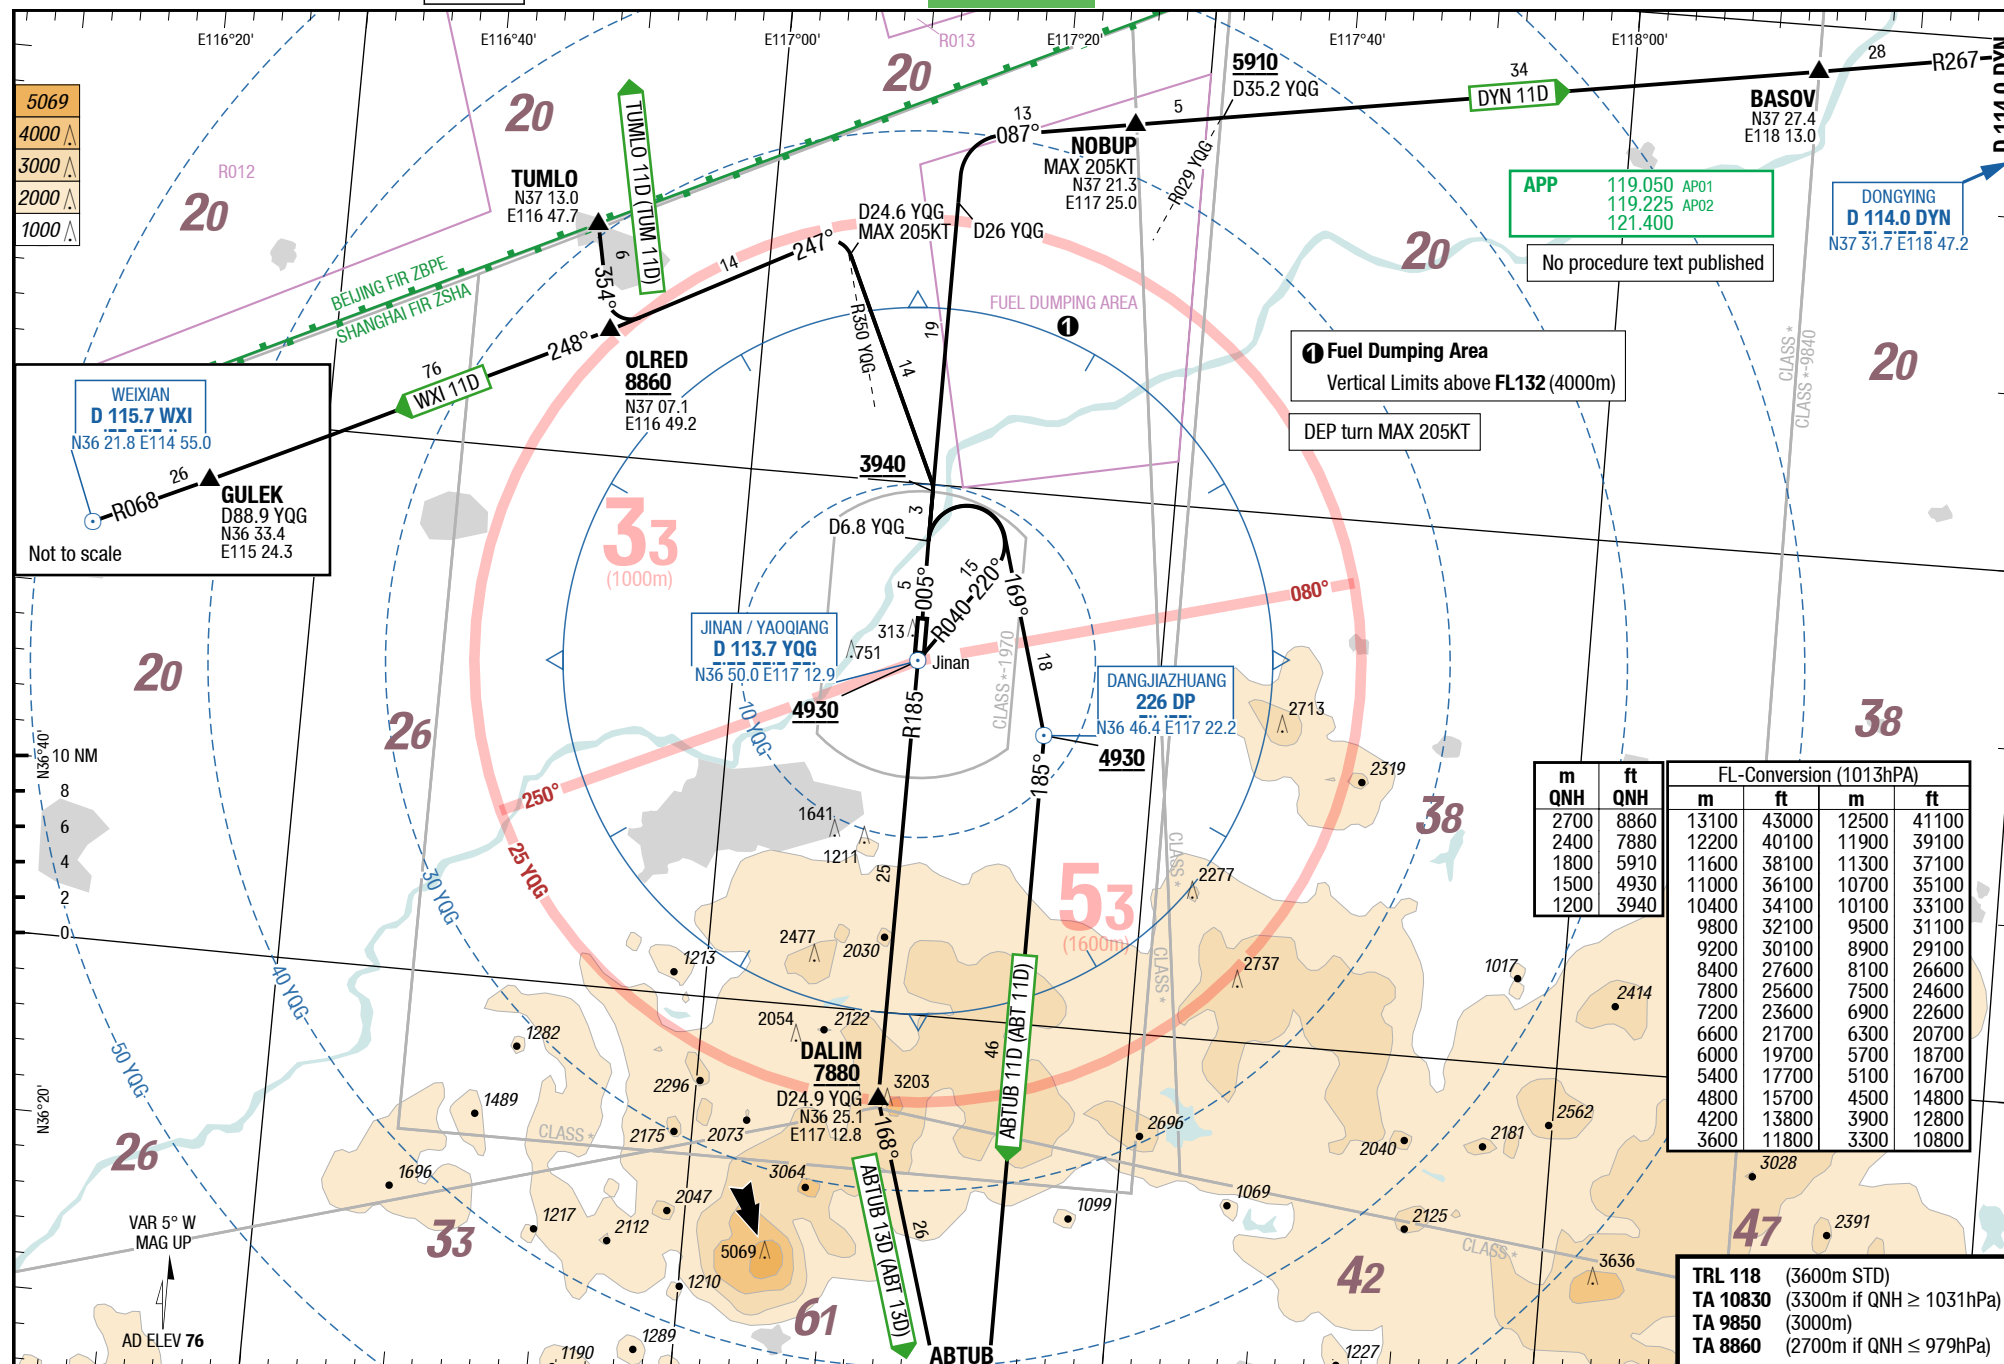 E116°20'
E116°40'
E117°00'
E117°20'
E117°40'
E118°00'
R013
R012
20
20
20
20
20
20
5069
4000
3000
2000
1000
5910
D35.2 YQG
34
DYN 11D
28
R267
D 114.0 DYN
BASOV
N37 27.4
E118 13.0
13
087°
5
NOBUP
MAX 205KT
N37 21.3
E117 25.0
R029 YQG
APP
119.050 AP01
119.225 AP02
121.400
No procedure text published
DONGYING
D 114.0 DYN
N37 31.7 E118 47.2
TUMLO
N37 13.0
E116 47.7
TUMLO 11D (TUM 11D)
6
354°
14
247°
D24.6 YQG
MAX 205KT
D26 YQG
BEIJING FIR ZBPE
SHANGHAI FIR ZSHA
FUEL DUMPING AREA
1
R350 YQG
14
19
248°
OLRED
8860
N37 07.1
E116 49.2
76
WXI 11D
WEIXIAN
D 115.7 WXI
N36 21.8 E114 55.0
26
R068
GULEK
D88.9 YQG
N36 33.4
E115 24.3
Not to scale
1 Fuel Dumping Area
Vertical Limits above FL132 (4000m)
DEP turn MAX 205KT
CLASS *
CLASS *-9840
3940
3
D6.8 YQG
33
(1000m)
5
005°
15
R040-220°
169°
080°
JINAN / YAOQIANG
D 113.7 YQG
N36 50.0 E117 12.9
313
751
Jinan
4930
CLASS *-1970
18
DANGJIAZHUANG
226 DP
N36 46.4 E117 22.2
4930
R185
185°
10 YQG
250°
25 YQG
30 YQG
40 YQG
50 YQG
26
38
38
N36°40'
10 NM
8
6
4
2
0
2713
2319
1641
1211
25
53
(1600m)
2277
CLASS *
CLASS *
m ft
QNH QNH
2700 8860
2400 7880
1800 5910
1500 4930
1200 3940
FL-Conversion (1013hPA)
m ft m ft
13100 43000 12500 41100
12200 40100 11900 39100
11600 38100 11300 37100
11000 36100 10700 35100
10400 34100 10100 33100
9800 32100 9500 31100
9200 30100 8900 29100
8400 27600 8100 26600
7800 25600 7500 24600
7200 23600 6900 22600
6600 21700 6300 20700
6000 19700 5700 18700
5400 17700 5100 16700
4800 15700 4500 14800
4200 13800 3900 12800
3600 11800 3300 10800
2477
2030
1213
2737
1017
2414
1282
2054
2122
46
ABTUB 11D (ABT 11D)
DALIM
7880
D24.9 YQG
N36 25.1
E117 12.8
3203
2296
1489
2175
2073
168°
2696
2040
2181
2562
N36°20'
26
CLASS *
1696
3064
3028
2047
1217
2112
1099
1069
2125
2391
33
5069
26
ABTUB 13D (ABT 13D)
CLASS *
3636
47
42
1210
61
VAR 5° W
MAG UP
AD ELEV 76
1289
1190
1227
ABTUB
TRL 118 (3600m STD)
TA 10830 (3300m if QNH ≥ 1031hPa)
TA 9850 (3000m)
TA 8860 (2700m if QNH ≤ 979hPa)